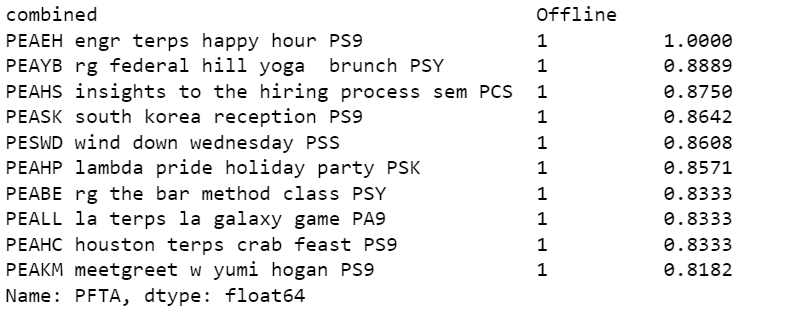 combined Offline
PEAEH engr terps happy hour PS9 1 1.0000
PEAYB rg federal hill yoga  brunch PSY 1 0.8889
PEAHS insights to the hiring process sem PCS 1 0.8750
PEASK south korea reception PS9 1 0.8642
PESWD wind down wednesday PSS 1 0.8608
PEAHP lambda pride holiday party PSK 1 0.8571
PEABE rg the bar method class PSY 1 0.8333
PEALL la terps la galaxy game PA9 1 0.8333
PEAHC houston terps crab feast PS9 1 0.8333
PEAKM meetgreet w yumi hogan PS9 1 0.8182
Name: PFTA, dtype: float64